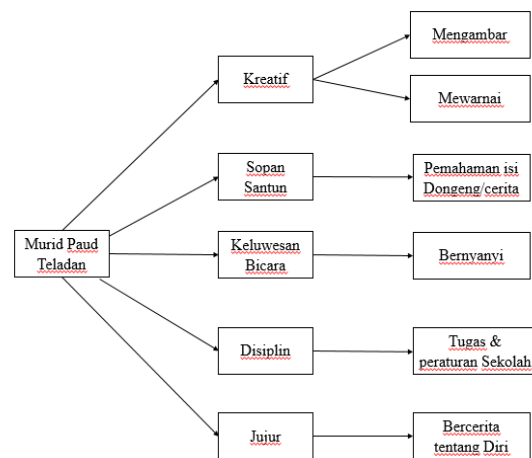 Mengambar
Kreatif
Mewarnai
Sopan
Santun
Pemahaman isi
Dongeng/cerita
Murid Paud
Teladan
Keluwesan
Bicara
Bernyanyi
Disiplin
Tugas &
peraturan Sekolah
Jujur
Bercerita
tentang Diri